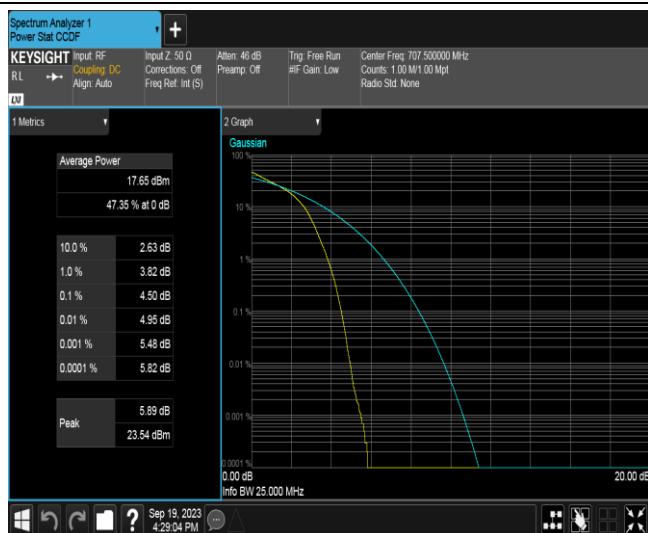 Spectrum Analyzer 1
Power Stat CCDF
+
KEYSIGHT Input: RF Input Z: 50 Ω Atten: 46 dB Trig: Free Run Center Freq: 707.500000 MHz
RL Coupling: DC Corrections: Off Preamp: Off #IF Gain: Low Counts: 1.00 M/1.00 Mpt
Align: Auto Freq Ref: Int (S) Radio Std: None
LXI
1 Metrics
Average Power
17.65 dBm
47.35 % at 0 dB
10.0 % 2.63 dB
1.0 % 3.82 dB
0.1 % 4.50 dB
0.01 % 4.95 dB
0.001 % 5.48 dB
0.0001 % 5.82 dB
Peak 5.89 dB
23.54 dBm
2 Graph
Gaussian
100 %
10 %
1 %
0.1 %
0.01 %
0.001 %
0.0001 %
0.00 dB 20.00 dB
Info BW 25.000 MHz
? Sep 19, 2023
4:29:04 PM